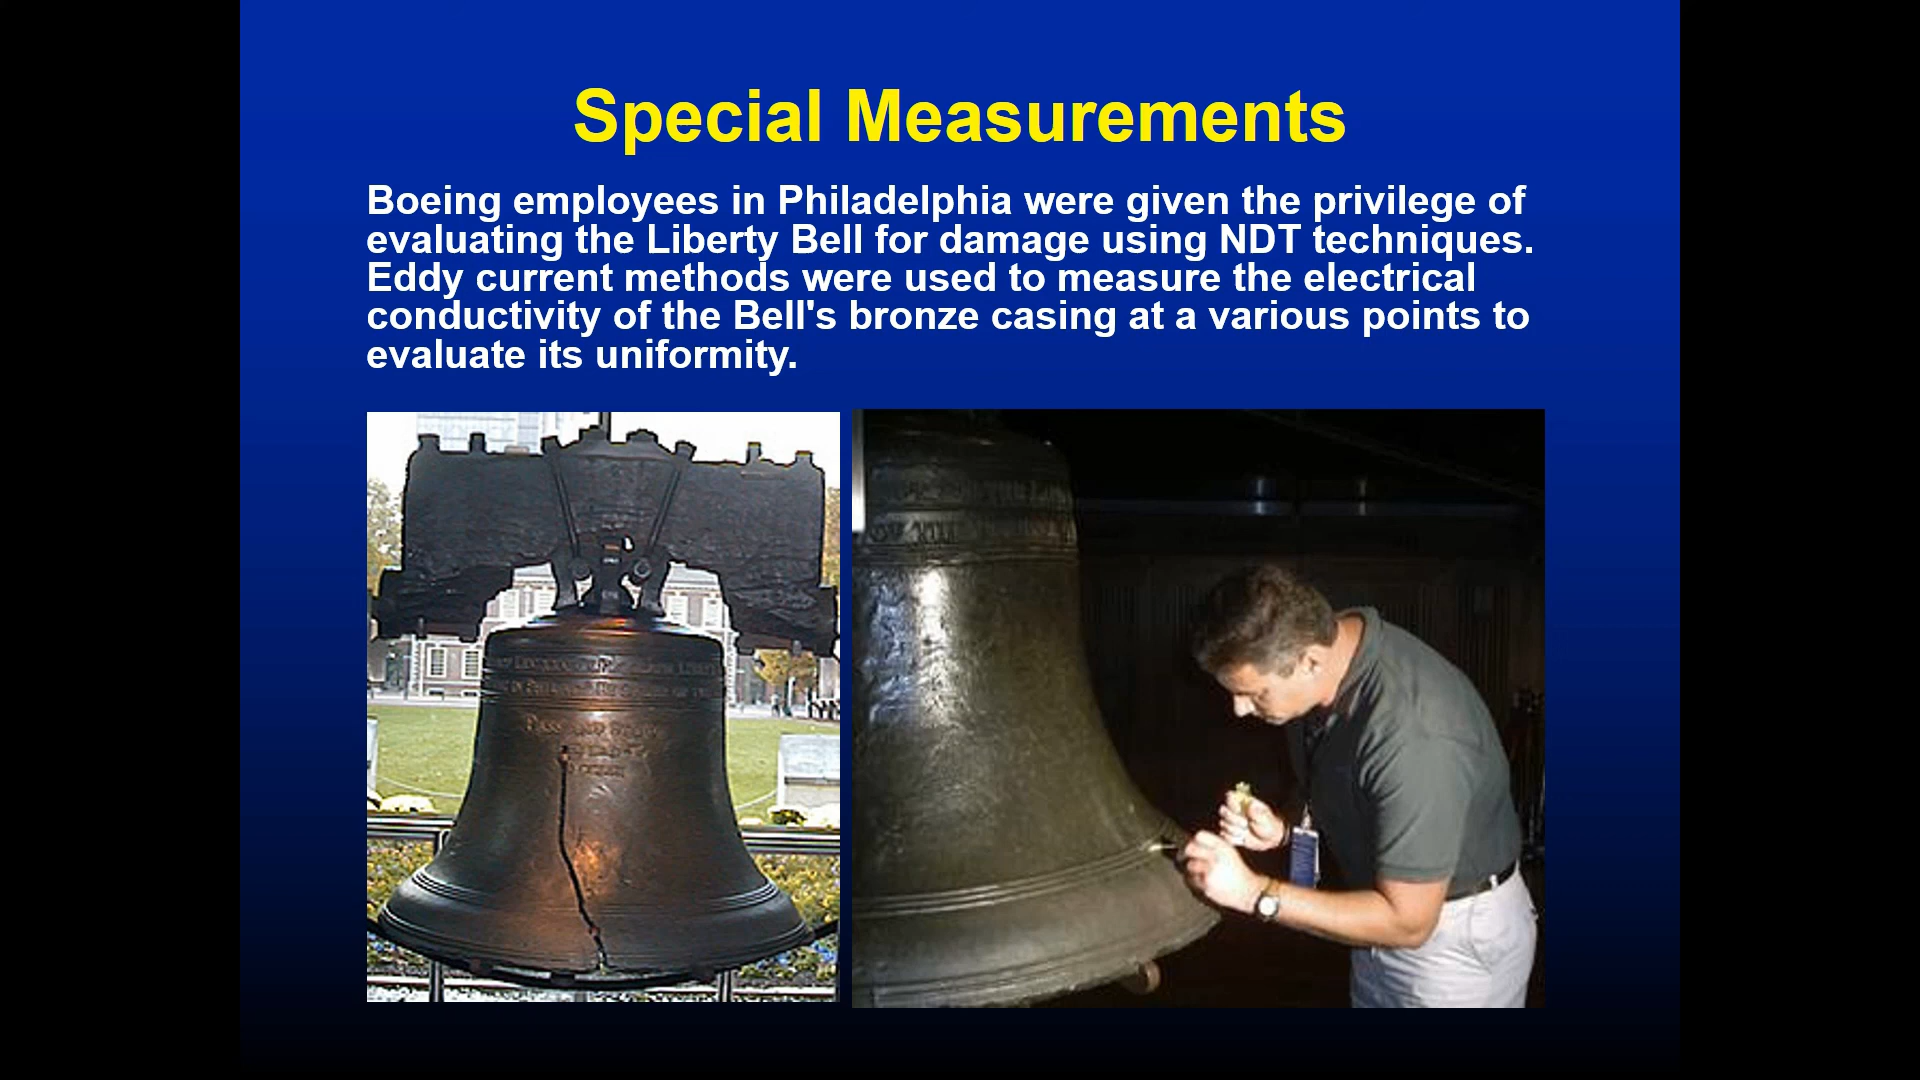 Special Measurements
Boeing employees in Philadelphia were given the privilege of
evaluating the Liberty Bell for damage using NDT techniques.
Eddy current methods were used to measure the electrical
conductivity of the Bell's bronze casing at a various points to
evaluate its uniformity.